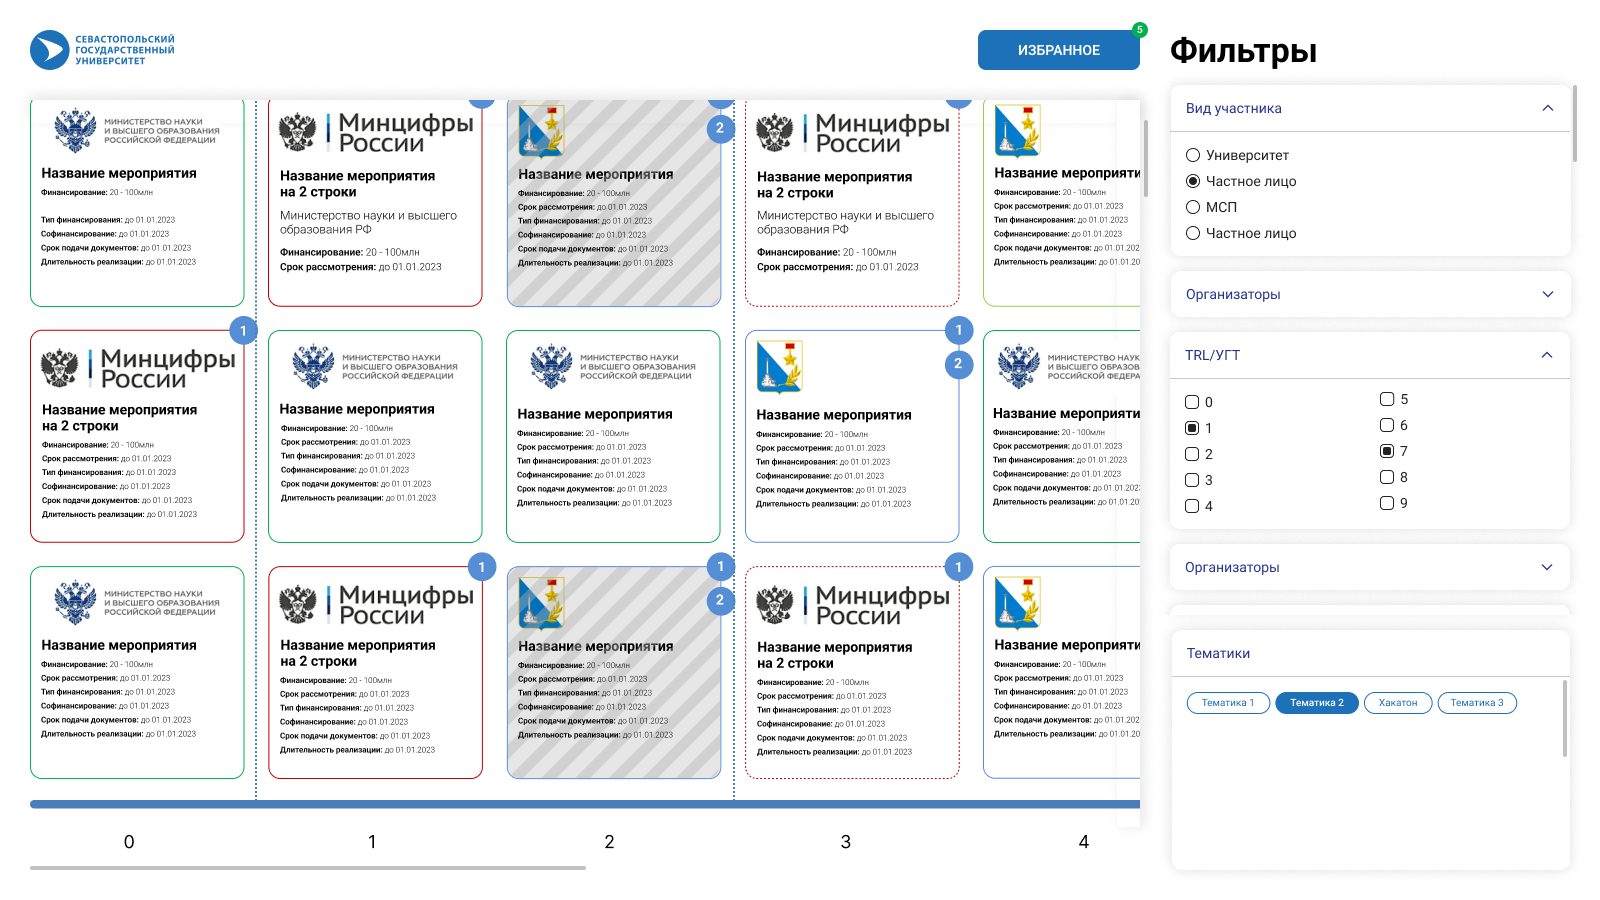 СЕВАСТОПОЛЬСКИЙ
ГОСУДАРСТВЕННЫЙ
УНИВЕРСИТЕТ
ИЗБРАННОЕ
5
МИНИСТЕРСТВО НАУКИ
И ВЫСШЕГО ОБРАЗОВАНИЯ
РОССИЙСКОЙ ФЕДЕРАЦИИ
Название мероприятия
Финансирование: 20 - 100млн
Тип финансирования: до 01.01.2023
Софинансирование: до 01.01.2023
Срок подачи документов: до 01.01.2023
Длительность реализации: до 01.01.2023
Минцифры
России
Название мероприятия
на 2 строки
Министерство науки и высшего
образования РФ
Финансирование: 20 - 100млн
Срок рассмотрения: до 01.01.2023
2
Название мероприятия
Финансирование: 20 - 100млн
Срок рассмотрения: до 01.01.2023
Тип финансирования: до 01.01.2023
Софинансирование: до 01.01.2023
Срок подачи документов: до 01.01.2023
Длительность реализации: до 01.01.2023
Минцифры
России
Название мероприятия
на 2 строки
Министерство науки и высшего
образования РФ
Финансирование: 20 - 100млн
Срок рассмотрения: до 01.01.2023
Название мероприяти
Финансирование: 20 - 100млн
Срок рассмотрения: до 01.01.2023
Тип финансирования: до 01.01.2023
Софинансирование: до 01.01.2023
Срок подачи документов: до 01.01.202
Длительность реализации: до 01.01.20
1
Минцифры
России
Название мероприятия
на 2 строки
Финансирование: 20 - 100млн
Срок рассмотрения: до 01.01.2023
Тип финансирования: до 01.01.2023
Софинансирование: до 01.01.2023
Срок подачи документов: до 01.01.2023
Длительность реализации: до 01.01.2023
МИНИСТЕРСТВО НАУКИ
И ВЫСШЕГО ОБРАЗОВАНИЯ
РОССИЙСКОЙ ФЕДЕРАЦИИ
Название мероприятия
Финансирование: 20 - 100млн
Срок рассмотрения: до 01.01.2023
Тип финансирования: до 01.01.2023
Софинансирование: до 01.01.2023
Срок подачи документов: до 01.01.2023
Длительность реализации: до 01.01.2023
МИНИСТЕРСТВО НАУКИ
И ВЫСШЕГО ОБРАЗОВАНИЯ
РОССИЙСКОЙ ФЕДЕРАЦИИ
Название мероприятия
Финансирование: 20 - 100млн
Срок рассмотрения: до 01.01.2023
Тип финансирования: до 01.01.2023
Софинансирование: до 01.01.2023
Срок подачи документов: до 01.01.2023
Длительность реализации: до 01.01.2023
1
2
Название мероприятия
Финансирование: 20 - 100млн
Срок рассмотрения: до 01.01.2023
Тип финансирования: до 01.01.2023
Софинансирование: до 01.01.2023
Срок подачи документов: до 01.01.2023
Длительность реализации: до 01.01.2023
МИНИСТЕРСТВО НАУК
И ВЫСШЕГО ОБРАЗОВ
РОССИЙСКОЙ ФЕДЕРА
Название мероприяти
Финансирование: 20 - 100млн
Срок рассмотрения: до 01.01.2023
Тип финансирования: до 01.01.2023
Софинансирование: до 01.01.2023
Срок подачи документов: до 01.01.202
Длительность реализации: до 01.01.20
МИНИСТЕРСТВО НАУКИ
И ВЫСШЕГО ОБРАЗОВАНИЯ
РОССИЙСКОЙ ФЕДЕРАЦИИ
Название мероприятия
Финансирование: 20 - 100млн
Срок рассмотрения: до 01.01.2023
Тип финансирования: до 01.01.2023
Софинансирование: до 01.01.2023
Срок подачи документов: до 01.01.2023
Длительность реализации: до 01.01.2023
1
Минцифры
России
Название мероприятия
на 2 строки
Финансирование: 20 - 100млн
Срок рассмотрения: до 01.01.2023
Тип финансирования: до 01.01.2023
Софинансирование: до 01.01.2023
Срок подачи документов: до 01.01.2023
Длительность реализации: до 01.01.2023
1
2
Название мероприятия
Финансирование: 20 - 100млн
Срок рассмотрения: до 01.01.2023
Тип финансирования: до 01.01.2023
Софинансирование: до 01.01.2023
Срок подачи документов: до 01.01.2023
Длительность реализации: до 01.01.2023
1
Минцифры
России
Название мероприятия
на 2 строки
Финансирование: 20 - 100млн
Срок рассмотрения: до 01.01.2023
Тип финансирования: до 01.01.2023
Софинансирование: до 01.01.2023
Срок подачи документов: до 01.01.2023
Длительность реализации: до 01.01.2023
Название мероприяти
Финансирование: 20 - 100млн
Срок рассмотрения: до 01.01.2023
Тип финансирования: до 01.01.2023
Софинансирование: до 01.01.2023
Срок подачи документов: до 01.01.202
Длительность реализации: до 01.01.20
0
1
2
3
4
Фильтры
Вид участника
Университет
Частное лицо
МСП
Частное лицо
Организаторы
TRL/УГТ
0
1
2
3
4
5
6
7
8
9
Организаторы
Тематики
Тематика 1
Тематика 2
Хакатон
Тематика 3